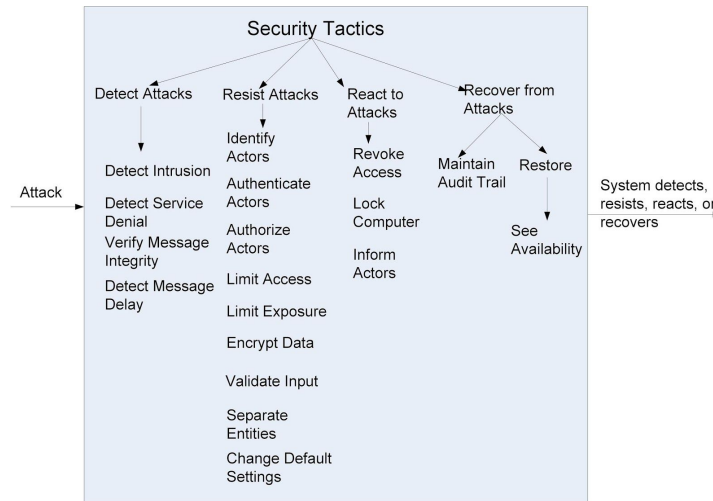 Security Tactics
Detect Attacks
Resist Attacks
React to
Attacks
Recover from
Attacks
Detect Intrusion
Detect Service
Denial
Verify Message
Integrity
Detect Message
Delay
Identify
Actors
Authenticate
Actors
Authorize
Actors
Limit Access
Limit Exposure
Encrypt Data
Validate Input
Separate
Entities
Change Default
Settings
Revoke
Access
Lock
Computer
Inform
Actors
Maintain
Audit Trail
Restore
See
Availability
Attack
System detects,
resists, reacts, or
recovers